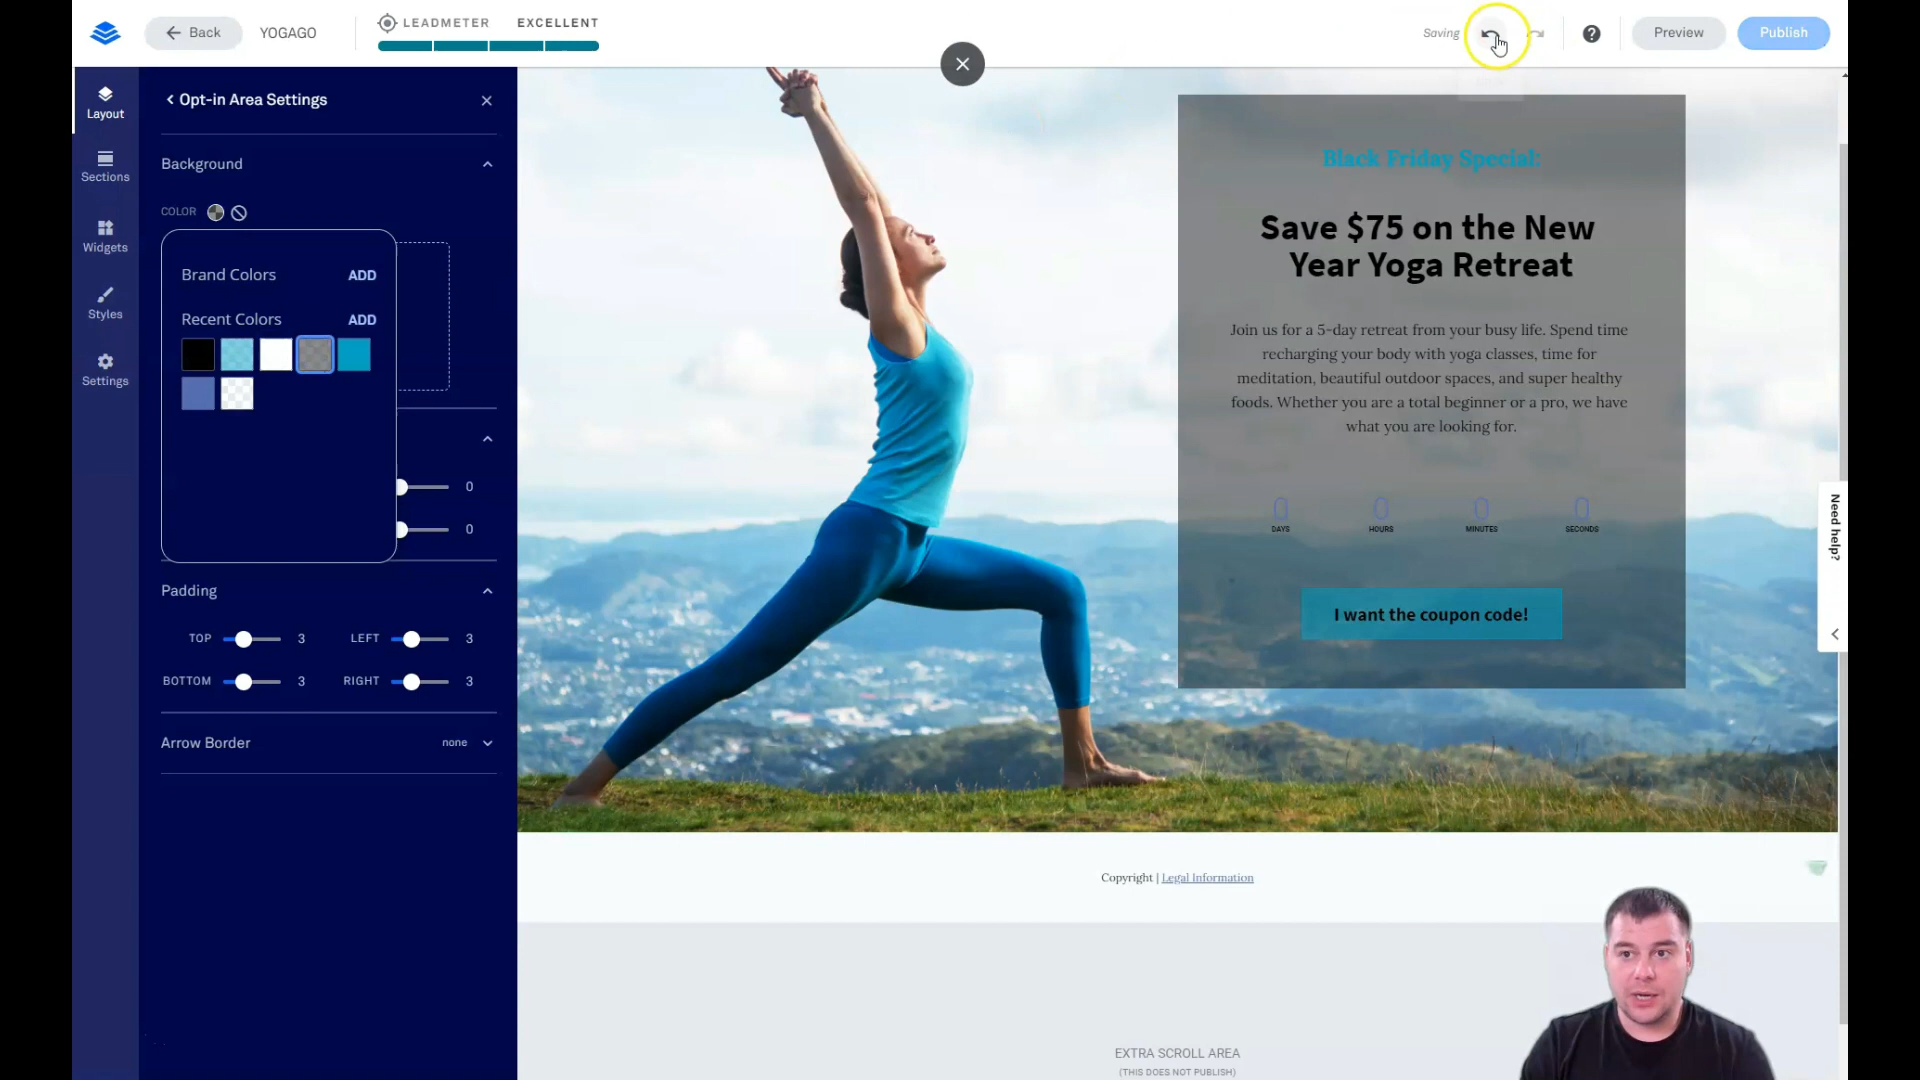 Back
YOGAGO
LEADMETER
EXCELLENT
Saving
Preview
Publish
Layout
Sections
Widgets
Styles
Settings
Opt-in Area Settings
Background
COLOR
Brand Colors
ADD
Recent Colors
ADD
0
0
Padding
TOP
3
LEFT
3
BOTTOM
3
RIGHT
3
Arrow Border
none
Black Friday Special:
Save $75 on the New
Year Yoga Retreat
Join us for a 5-day retreat from your busy life. Spend time
recharging your body with yoga classes, time for
meditation, beautiful outdoor spaces, and super healthy
foods. Whether you are a total beginner or a pro, we have
what you are looking for.
0 0 0 0
DAYS HOURS MINUTES SECONDS
I want the coupon code!
Need help?
Copyright | Legal Information
EXTRA SCROLL AREA
(THIS DOES NOT PUBLISH)